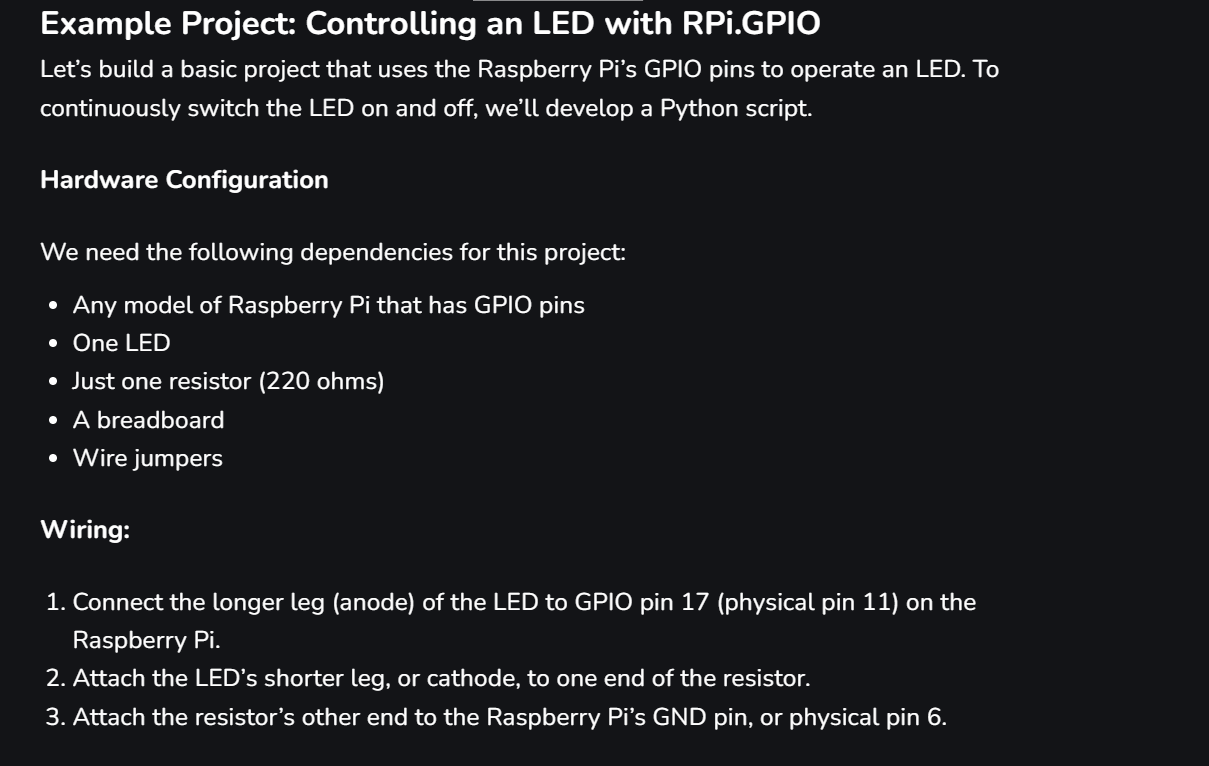 Example Project: Controlling an LED with RPi.GPIO
Let’s build a basic project that uses the Raspberry Pi’s GPIO pins to operate an LED. To
continuously switch the LED on and off, we’ll develop a Python script.
Hardware Configuration
We need the following dependencies for this project:
• Any model of Raspberry Pi that has GPIO pins
• One LED
• Just one resistor (220 ohms)
• A breadboard
• Wire jumpers
Wiring:
1. Connect the longer leg (anode) of the LED to GPIO pin 17 (physical pin 11) on the
Raspberry Pi.
2. Attach the LED’s shorter leg, or cathode, to one end of the resistor.
3. Attach the resistor’s other end to the Raspberry Pi’s GND pin, or physical pin 6.